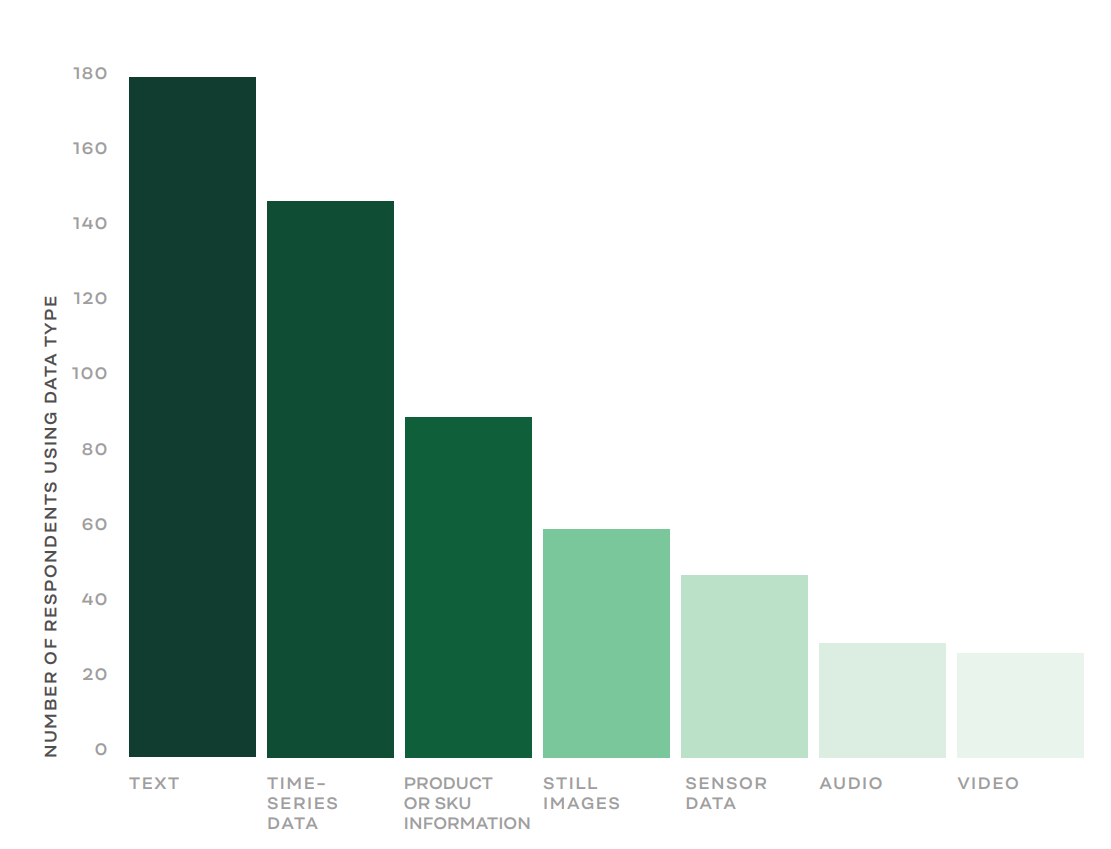 NUMBER OF RESPONDENTS USING DATA TYPE
180
160
140
120
100
80
60
40
20
0
TEXT
TIME-
SERIES
DATA
PRODUCT
OR SKU
INFORMATION
STILL
IMAGES
SENSOR
DATA
AUDIO
VIDEO